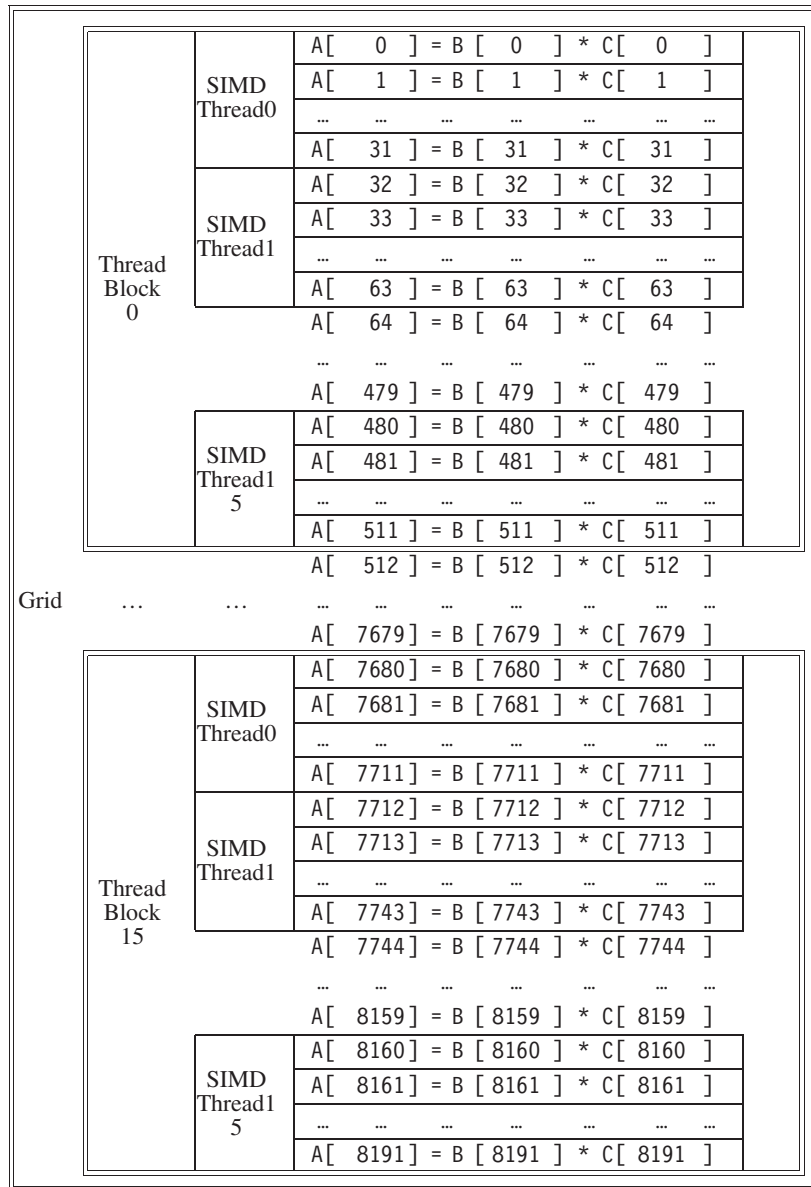 A[ 0 ] = B [ 0 ] * C[ 0 ]
SIMD
Thread0
A[ 1 ] = B [ 1 ] * C[ 1 ]
… … … … … … …
A[ 31 ] = B [ 31 ] * C[ 31 ]
A[ 32 ] = B [ 32 ] * C[ 32 ]
SIMD
Thread1
A[ 33 ] = B [ 33 ] * C[ 33 ]
… … … … … … …
Thread
Block
0
A[ 63 ] = B [ 63 ] * C[ 63 ]
A[ 64 ] = B [ 64 ] * C[ 64 ]
… … … … … … …
A[ 479 ] = B [ 479 ] * C[ 479 ]
A[ 480 ] = B [ 480 ] * C[ 480 ]
SIMD
Thread1
5
A[ 481 ] = B [ 481 ] * C[ 481 ]
… … … … … … …
A[ 511 ] = B [ 511 ] * C[ 511 ]
A[ 512 ] = B [ 512 ] * C[ 512 ]
Grid … … … … … … … … …
A[ 7679] = B [ 7679 ] * C[ 7679 ]
A[ 7680] = B [ 7680 ] * C[ 7680 ]
SIMD
Thread0
A[ 7681] = B [ 7681 ] * C[ 7681 ]
… … … … … … …
A[ 7711] = B [ 7711 ] * C[ 7711 ]
A[ 7712] = B [ 7712 ] * C[ 7712 ]
SIMD
Thread1
A[ 7713] = B [ 7713 ] * C[ 7713 ]
… … … … … … …
Thread
Block
15
A[ 7743] = B [ 7743 ] * C[ 7743 ]
A[ 7744] = B [ 7744 ] * C[ 7744 ]
… … … … … … …
A[ 8159] = B [ 8159 ] * C[ 8159 ]
A[ 8160] = B [ 8160 ] * C[ 8160 ]
SIMD
Thread1
5
A[ 8161] = B [ 8161 ] * C[ 8161 ]
… … … … … … …
A[ 8191] = B [ 8191 ] * C[ 8191 ]